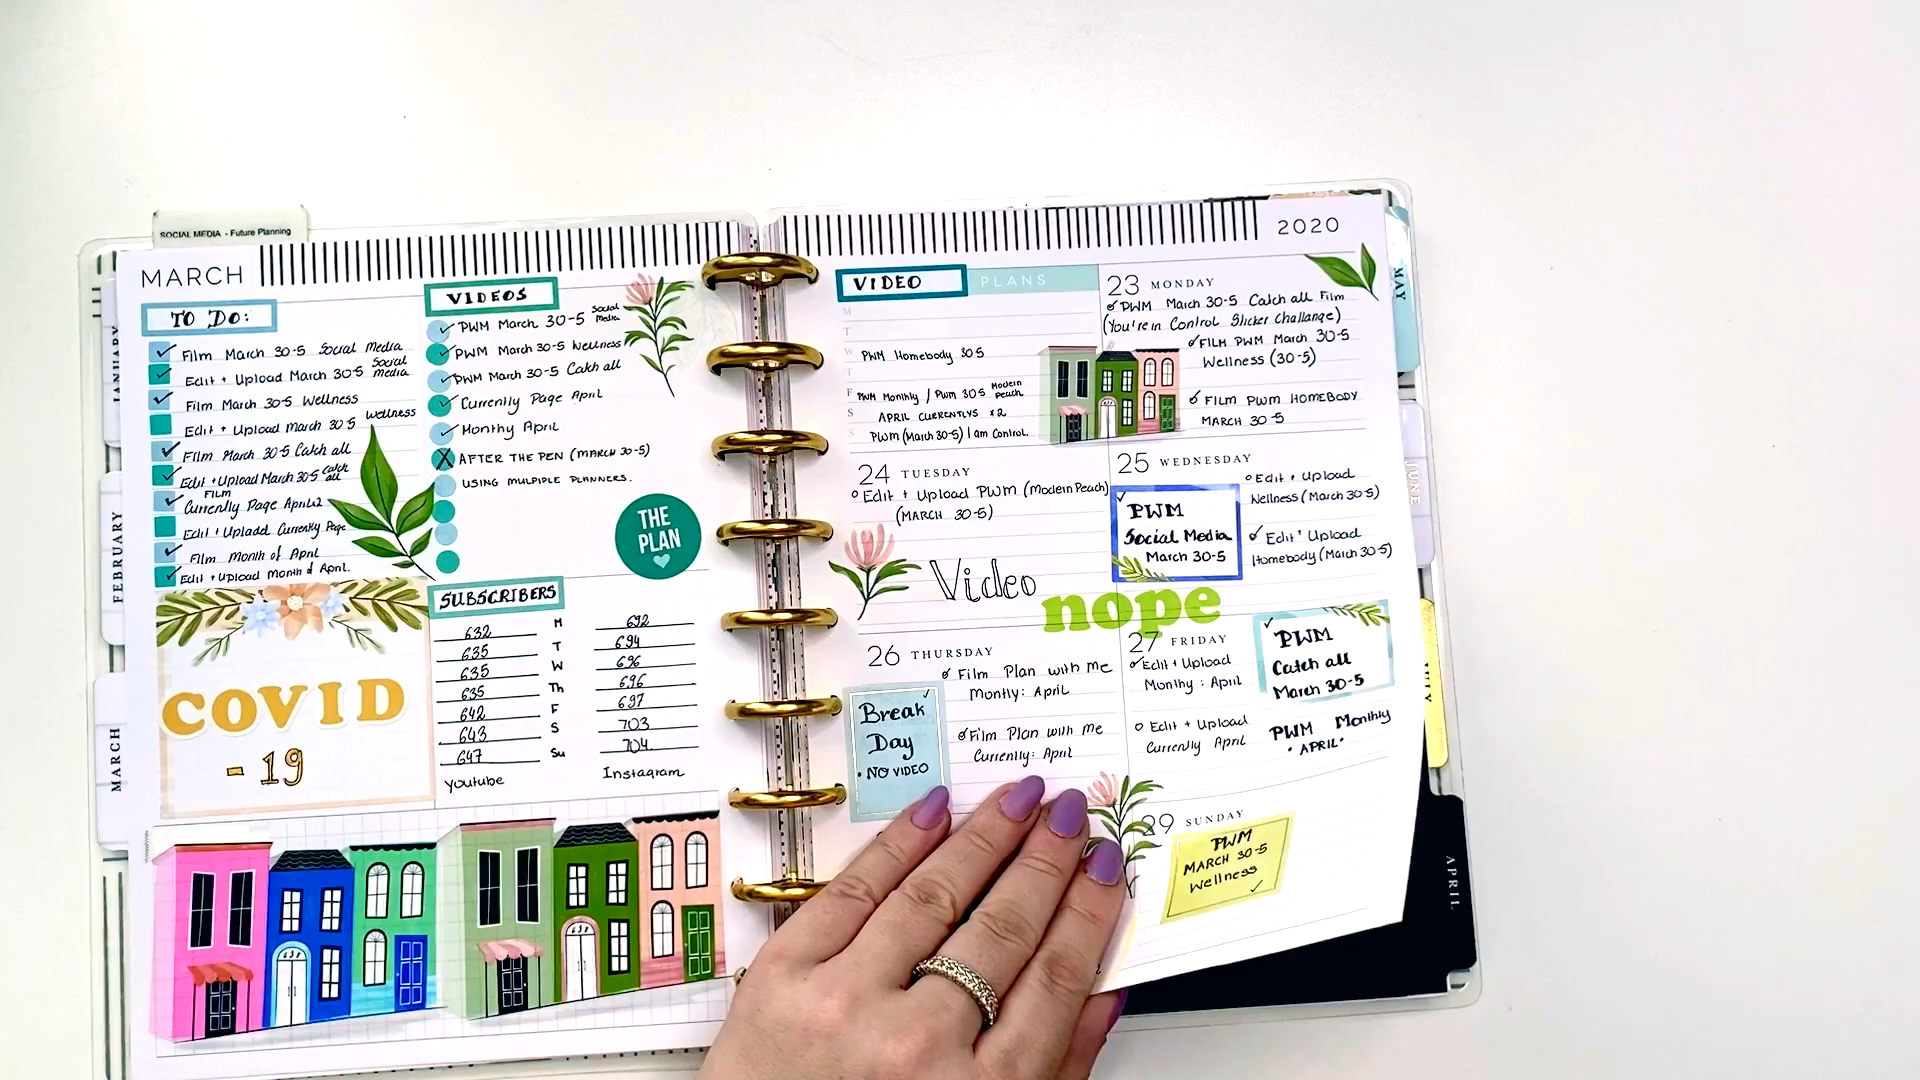 SOCIAL MEDIA - Future Planning
MARCH
TO DO:
Film March 30-5 Social Media
Edit + Upload March 30-5 Social media
Film March 30-5 Wellness
Edit + Upload march 30-5 wellness
Film March 30-5 Catch all
Edit + Upload March 30-5 Catch all
FILM
Currently Page April x2
Edit + Upload Currently Page
Film Month of April
Edit + Upload Month of April.
VIDEOS
PWM March 30-5 Social Media
PWM March 30-5 Wellness
PWM March 30-5 Catch all
Currently Page April
Monthy April
AFTER THE PEN (MARCH 30-5)
USING MULPIPLE PLANNERS.
THE
PLAN
COVID
- 19
SUBSCRIBERS
632 M 692
635 T 694
635 W 696
635 Th 696
642 F 697
643 S 703
647 Su 704
Youtube Instagram
2020
VIDEO PLANS
M
T
W PWM Homebody 30-5
T
F PWM Monthly / PWM 30-5 Modern Peach
S APRIL CURRENTLYS x2
S PWM (March 30-5) I am Control.
23 MONDAY
PWM March 30-5 Catch all Film
(You're in Control Sticker Challange)
FILM PWM March 30-5
Wellness (30-5)
FILM PWM HOMEBODY
MARCH 30-5
24 TUESDAY
Edit + Upload PWM (Modern Peach)
(MARCH 30-5)
Video
nope
25 WEDNESDAY
PWM
Social Media
March 30-5
Edit + Upload
Wellness (March 30-5)
Edit + Upload
Homebody (March 30-5)
26 THURSDAY
Break
Day
• NO VIDEO
Film Plan with me
Montly: April
Film Plan with me
Currently: April
27 FRIDAY
Edit + Upload
Monthy : April
Edit + Upload
Currently April
PWM
Catch all
March 30-5
PWM Monthly
• APRIL •
29 SUNDAY
PWM
MARCH 30-5
Wellness
JANUARY
FEBRUARY
MARCH
MAY
JUNE
JULY
APRIL